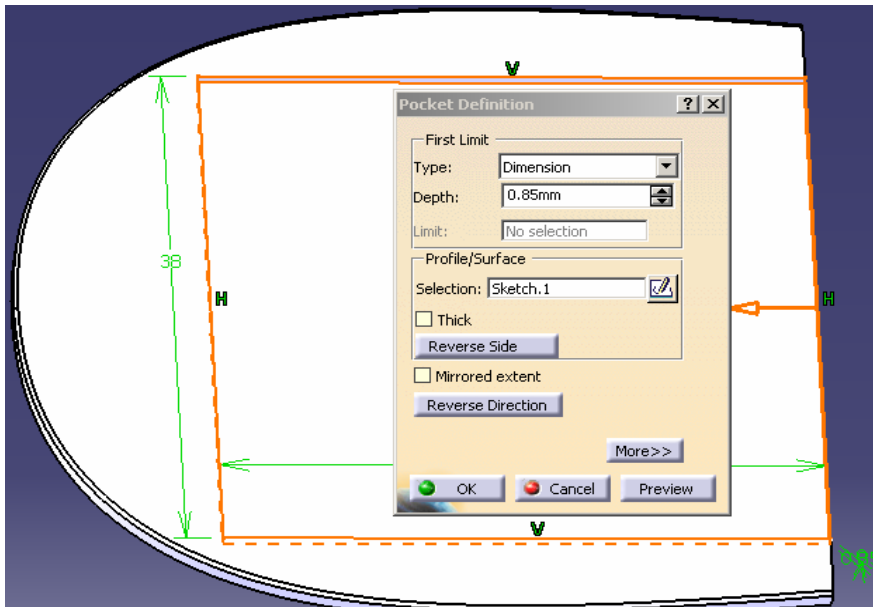 V
Pocket Definition
First Limit
Type: Dimension
Depth: 0.85mm
Limit: No selection
38
Profile/Surface
H
Selection: Sketch.1
H
Thick
Reverse Side
Mirrored extent
Reverse Direction
More>>
OK Cancel Preview
V